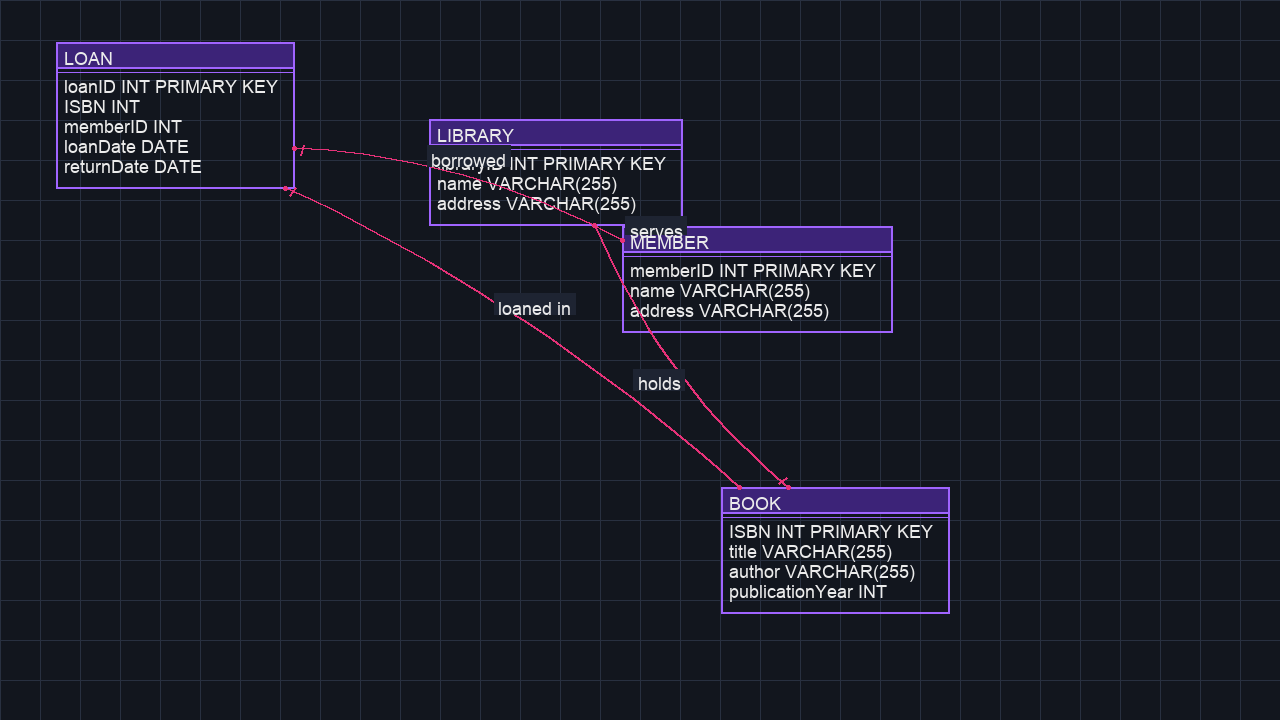 LOAN
loanID INT PRIMARY KEY
ISBN INT
memberID INT
loanDate DATE
returnDate DATE
LIBRARY
borrowed
INT PRIMARY KEY
name VARCHAR(255)
address VARCHAR(255)
serves
MEMBER
memberID INT PRIMARY KEY
name VARCHAR(255)
address VARCHAR(255)
loaned in
holds
BOOK
ISBN INT PRIMARY KEY
title VARCHAR(255)
author VARCHAR(255)
publicationYear INT